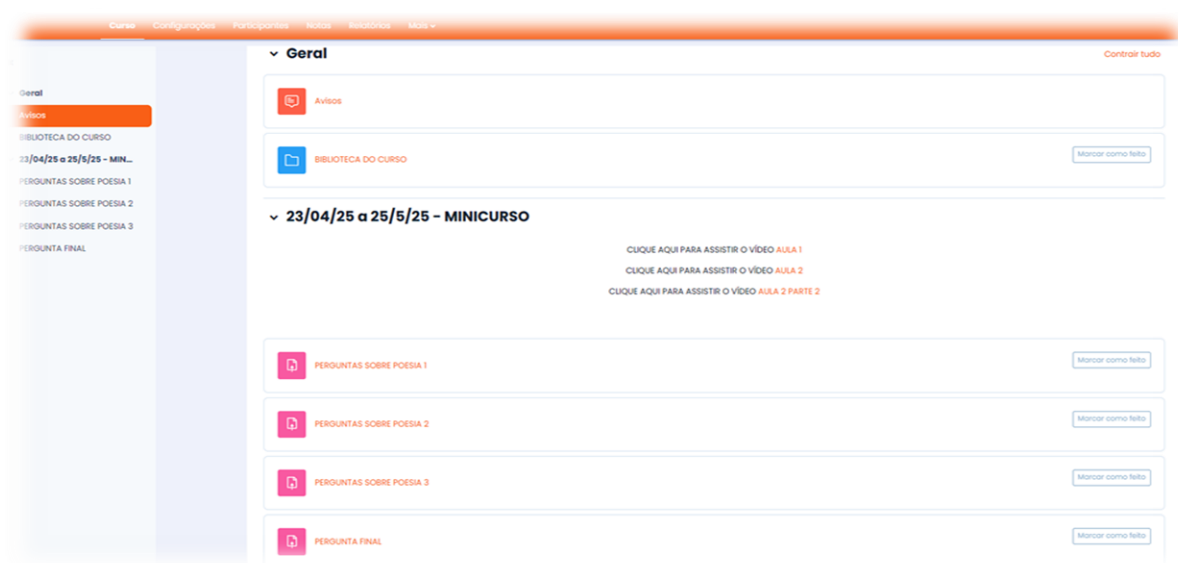 Curso Configurações Participantes Notas Relatórios Mais
Geral
Avisos
BIBLIOTECA DO CURSO
23/04/25 a 25/5/25 - MIN...
PERGUNTAS SOBRE POESIA 1
PERGUNTAS SOBRE POESIA 2
PERGUNTAS SOBRE POESIA 3
PERGUNTA FINAL
Geral
Contrair tudo
Avisos
BIBLIOTECA DO CURSO
Marcar como feito
23/04/25 a 25/5/25 - MINICURSO
CLIQUE AQUI PARA ASSISTIR O VÍDEO AULA 1
CLIQUE AQUI PARA ASSISTIR O VÍDEO AULA 2
CLIQUE AQUI PARA ASSISTIR O VÍDEO AULA 2 PARTE 2
PERGUNTAS SOBRE POESIA 1
Marcar como feito
PERGUNTAS SOBRE POESIA 2
Marcar como feito
PERGUNTAS SOBRE POESIA 3
Marcar como feito
PERGUNTA FINAL
Marcar como feito